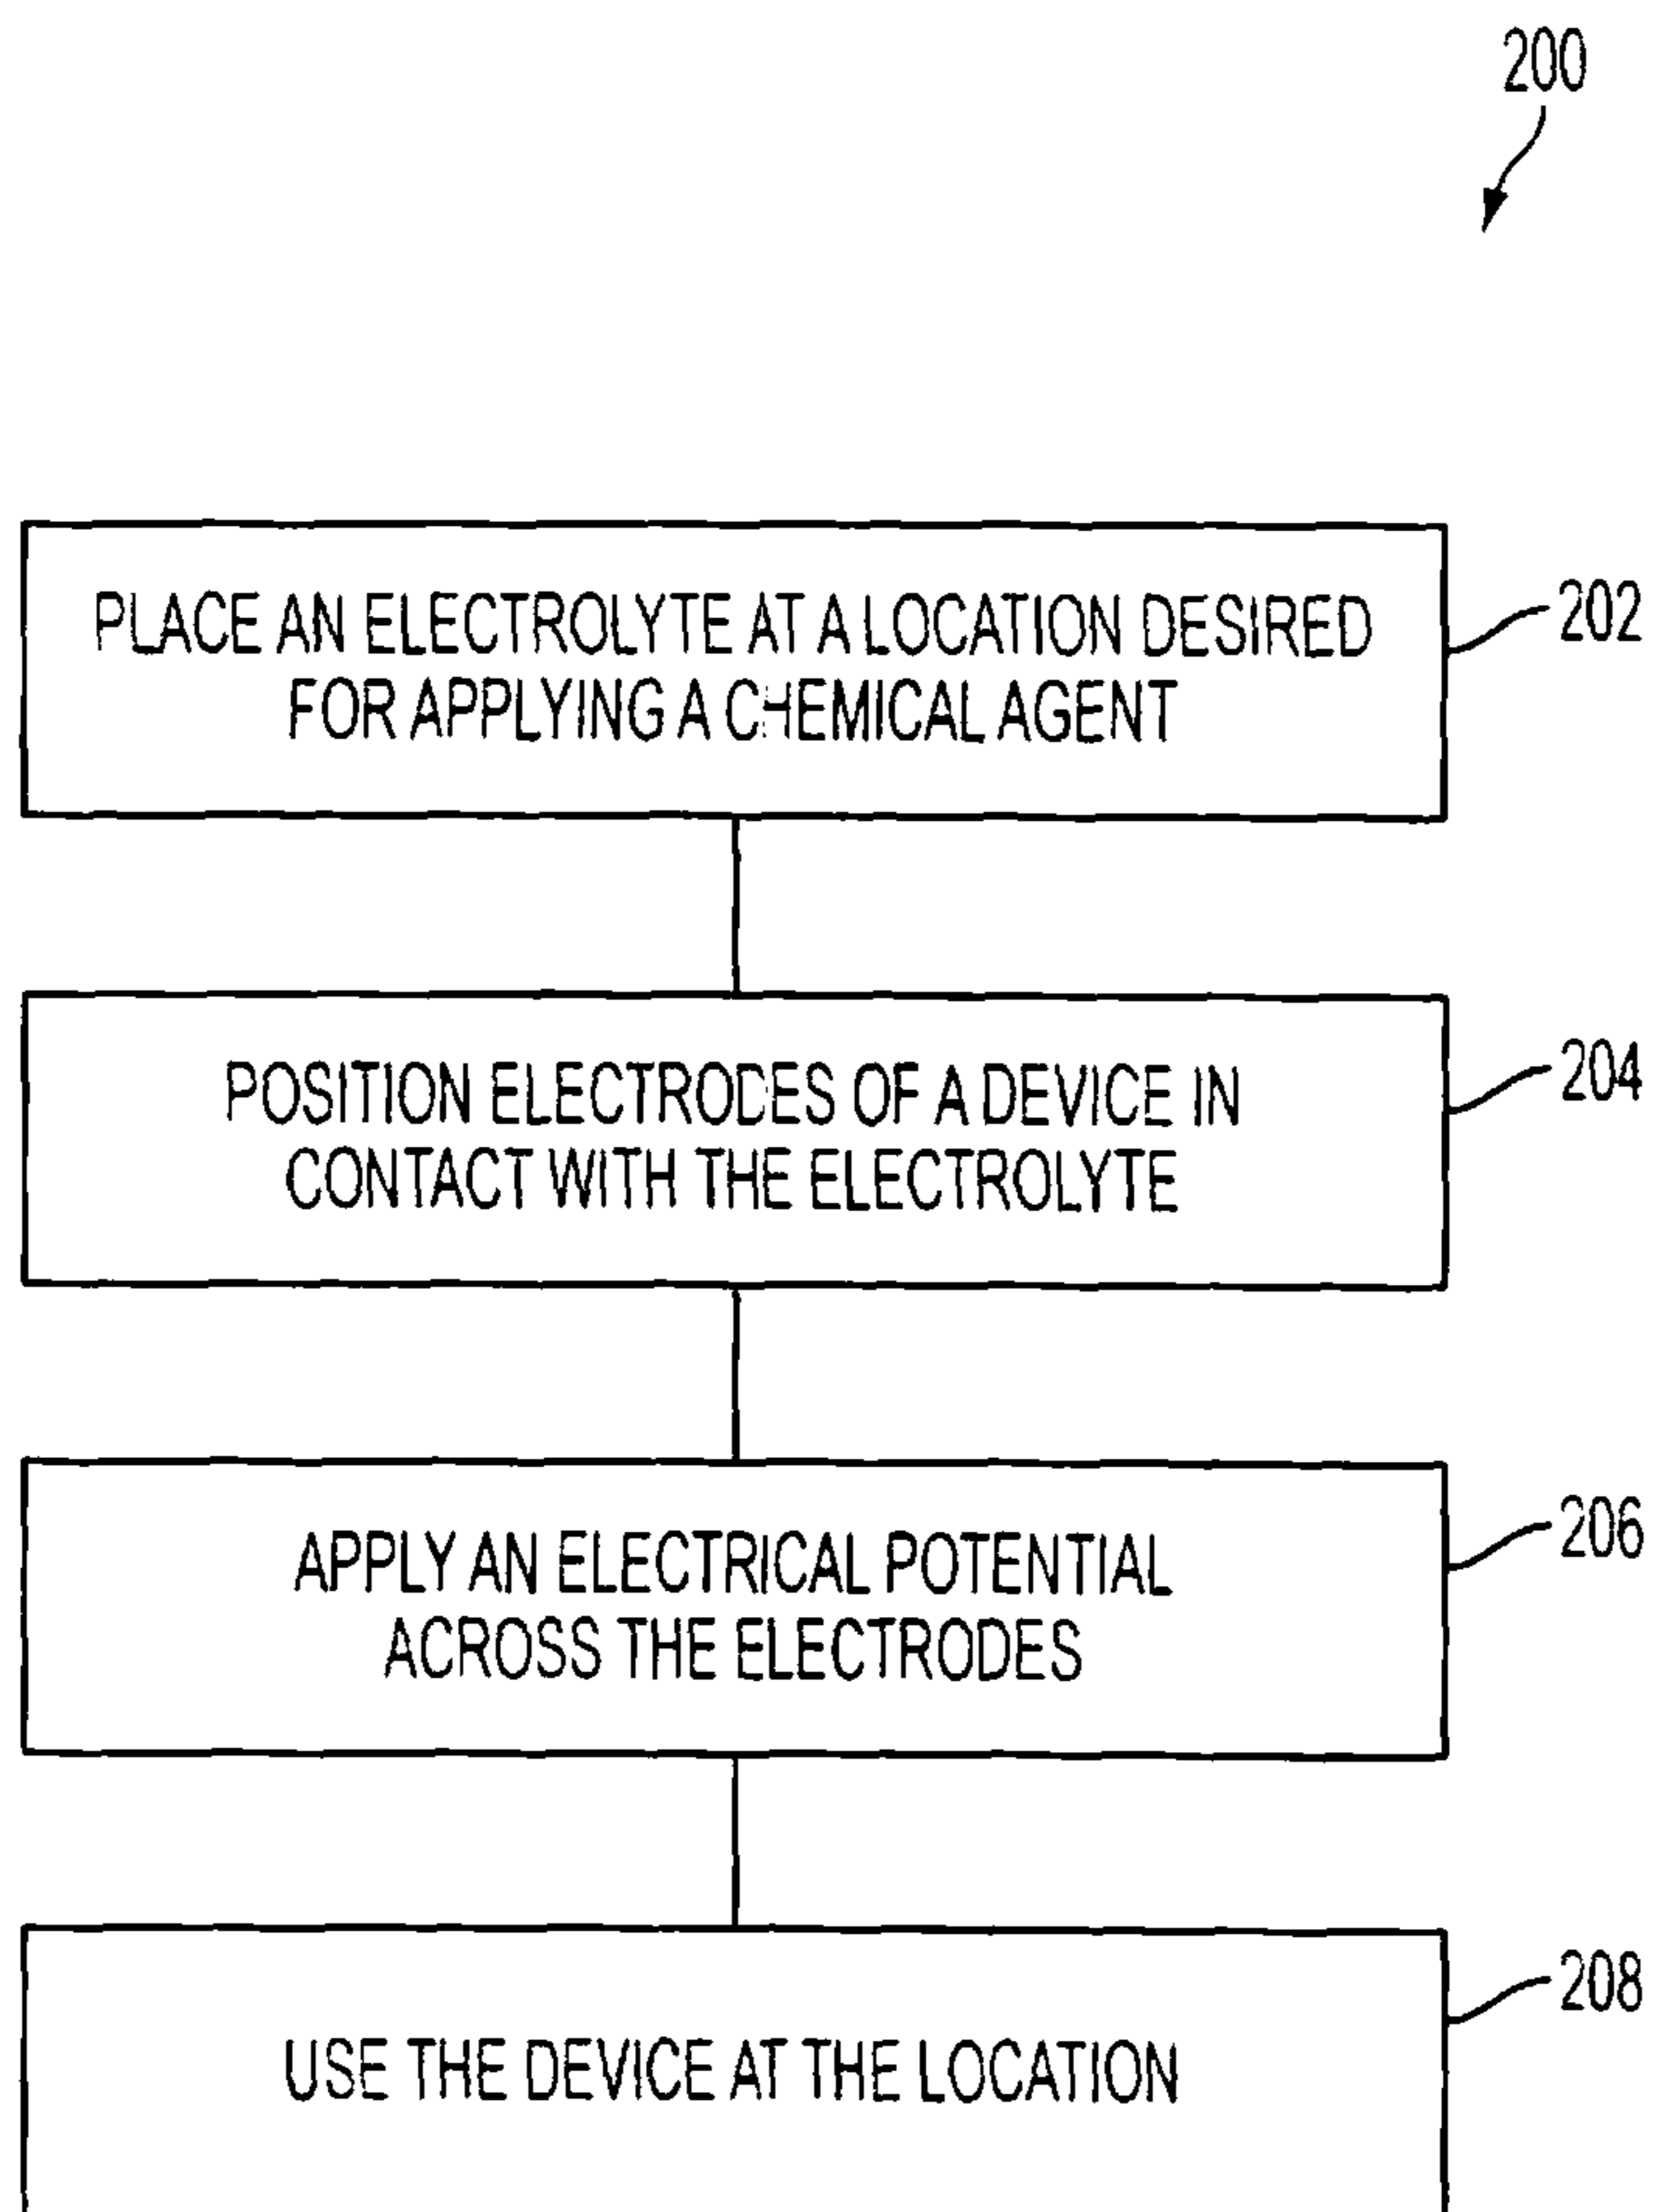 200
PLACE AN ELECTROLYTE AT A LOCATION DESIRED
FOR APPLYING A CHEMICAL AGENT
202
POSITION ELECTRODES OF A DEVICE IN
CONTACT WITH THE ELECTROLYTE
204
APPLY AN ELECTRICAL POTENTIAL
ACROSS THE ELECTRODES
206
USE THE DEVICE AT THE LOCATION
208